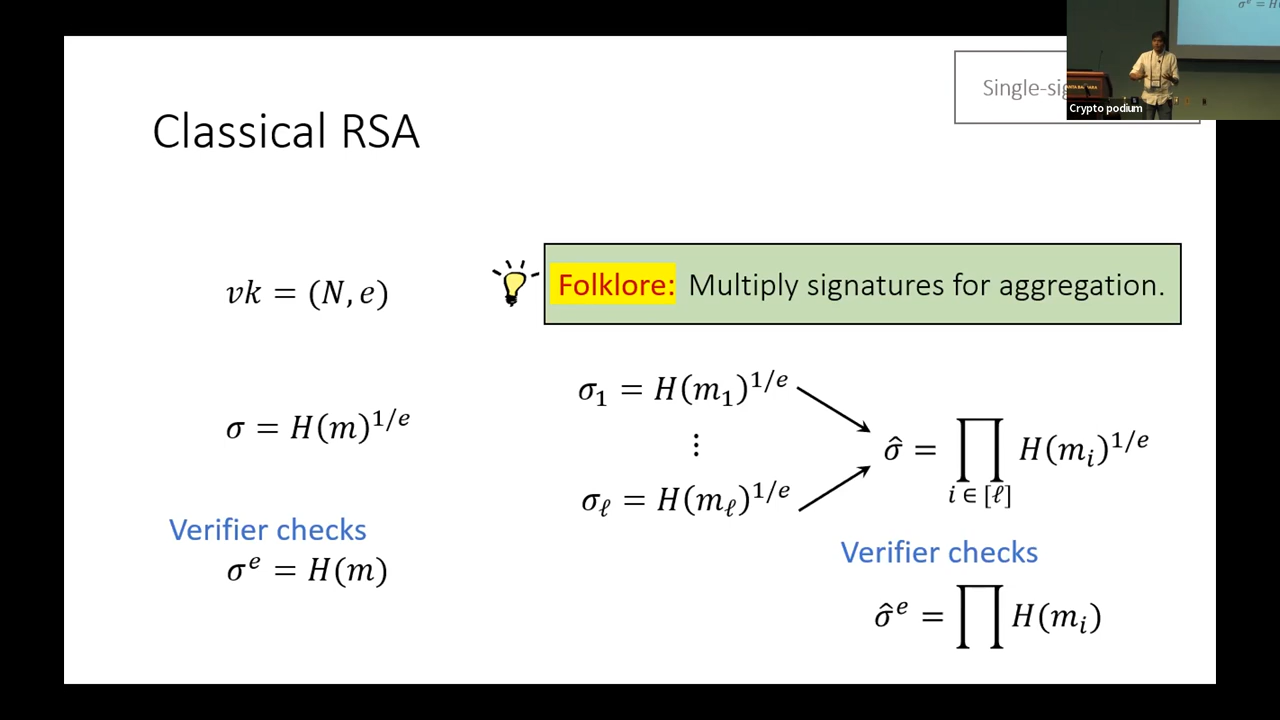 Single-si
Crypto podium
Classical RSA
vk = (N, e)
Folklore: Multiply signatures for aggregation.
σ₁ = H(m₁)^{1/e}
⋮
σ_ℓ = H(m_ℓ)^{1/e}
σ̂ = ∏_{i∈[ℓ]} H(m_i)^{1/e}
σ = H(m)^{1/e}
Verifier checks
σ^e = H(m)
Verifier checks
σ̂^e = ∏ H(m_i)